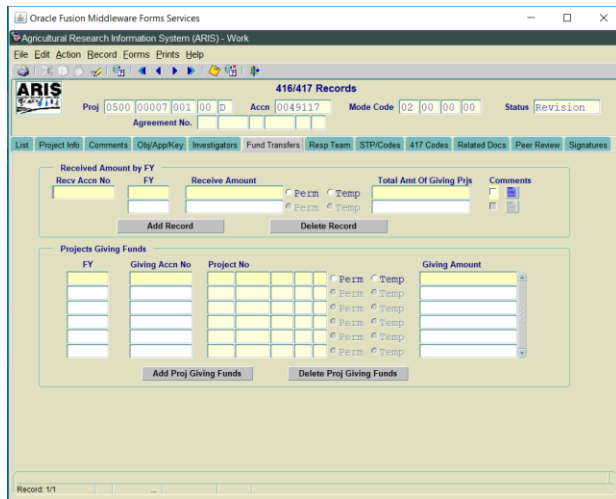 Oracle Fusion Middleware Forms Services
Agricultural Research Information System (ARIS) - Work
File Edit Action Record Forms Prints Help
ARIS
416/417 Records
Proj 0500 00007 001 00 D Accn 0049117 Mode Code 02 00 00 00 Status Revision
Agreement No.
List Project Info Comments Obj/App/Key Investigators Fund Transfers Resp Team STP/Codes 417 Codes Related Docs Peer Review Signatures
Received Amount by FY
Recv Accn No FY Receive Amount Total Amt Of Giving Prjs Comments
Perm Temp
Perm Temp
Add Record Delete Record
Projects Giving Funds
FY Giving Accn No Project No Giving Amount
Perm Temp
Perm Temp
Perm Temp
Perm Temp
Perm Temp
Perm Temp
Add Proj Giving Funds Delete Proj Giving Funds
Record: 1/1 ...